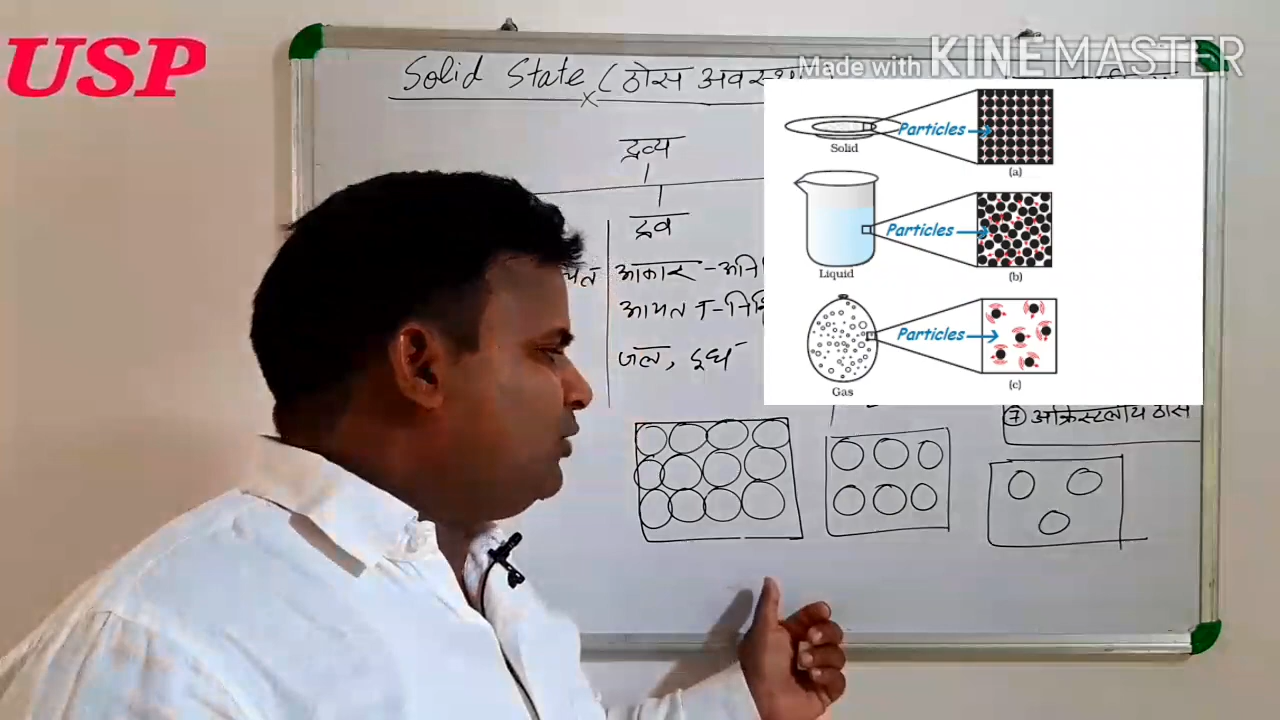 USP
Made with KINEMASTER
Solid State (ठोस अवस्था)
द्रव्य
द्रव
आकार -
आयतन -
जल, दूध
Particles
Solid
(a)
Particles
Liquid
(b)
Particles
Gas
(c)
⑦ अक्रिस्टलीय ठोस